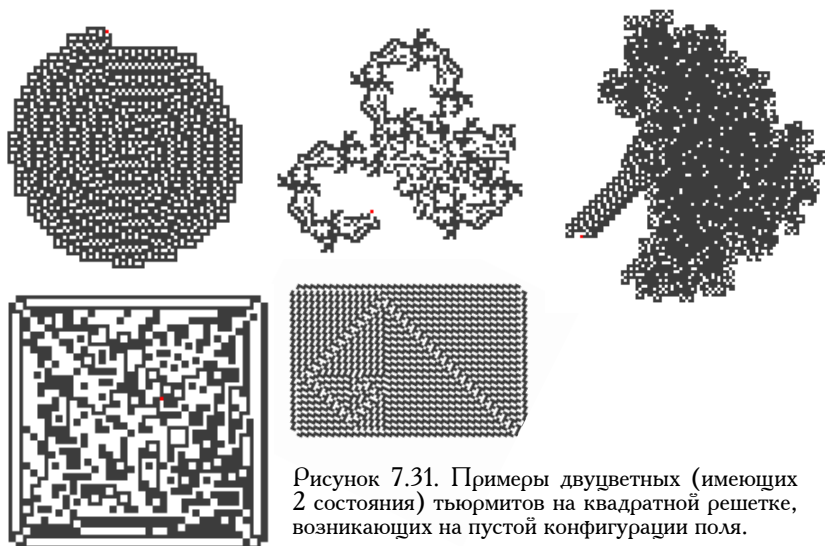 Рисунок 7.31. Примеры двуцветных (имеющих
2 состояния) тьюрмитов на квадратной решетке,
возникающих на пустой конфигурации поля.